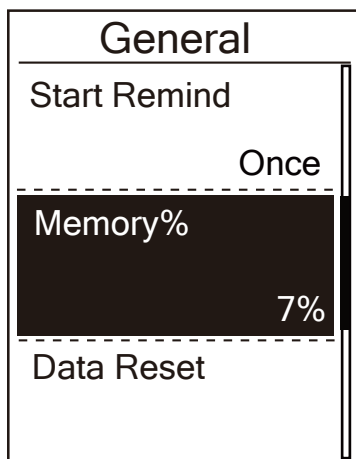 General
Start Remind
Once
Memory%
7%
Data Reset